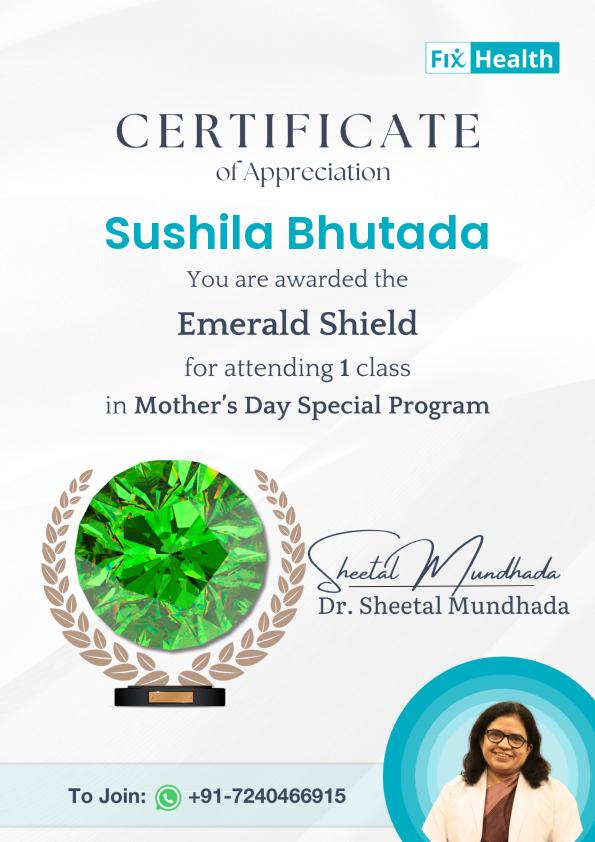 Fix Health
CERTIFICATE
of Appreciation
Sushila Bhutada
You are awarded the
Emerald Shield
for attending 1 class
in Mother's Day Special Program
Sheetal Mundhada
Dr. Sheetal Mundhada
To Join: +91-7240466915